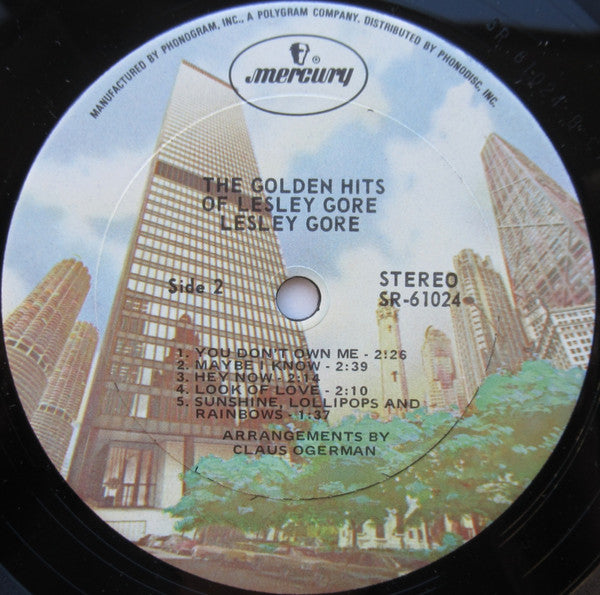 MANUFACTURED BY PHONOGRAM, INC., A POLYGRAM COMPANY. DISTRIBUTED BY PHONODISC, INC.
mercury®
THE GOLDEN HITS
OF LESLEY GORE
LESLEY GORE
Side 2
STEREO
SR-61024
1. YOU DON'T OWN ME - 2:26
2. MAYBE I KNOW - 2:39
3. HEY NOW - 2:14
4. LOOK OF LOVE - 2:10
5. SUNSHINE, LOLLIPOPS AND
RAINBOWS - 1:37
ARRANGEMENTS BY
CLAUS OGERMAN